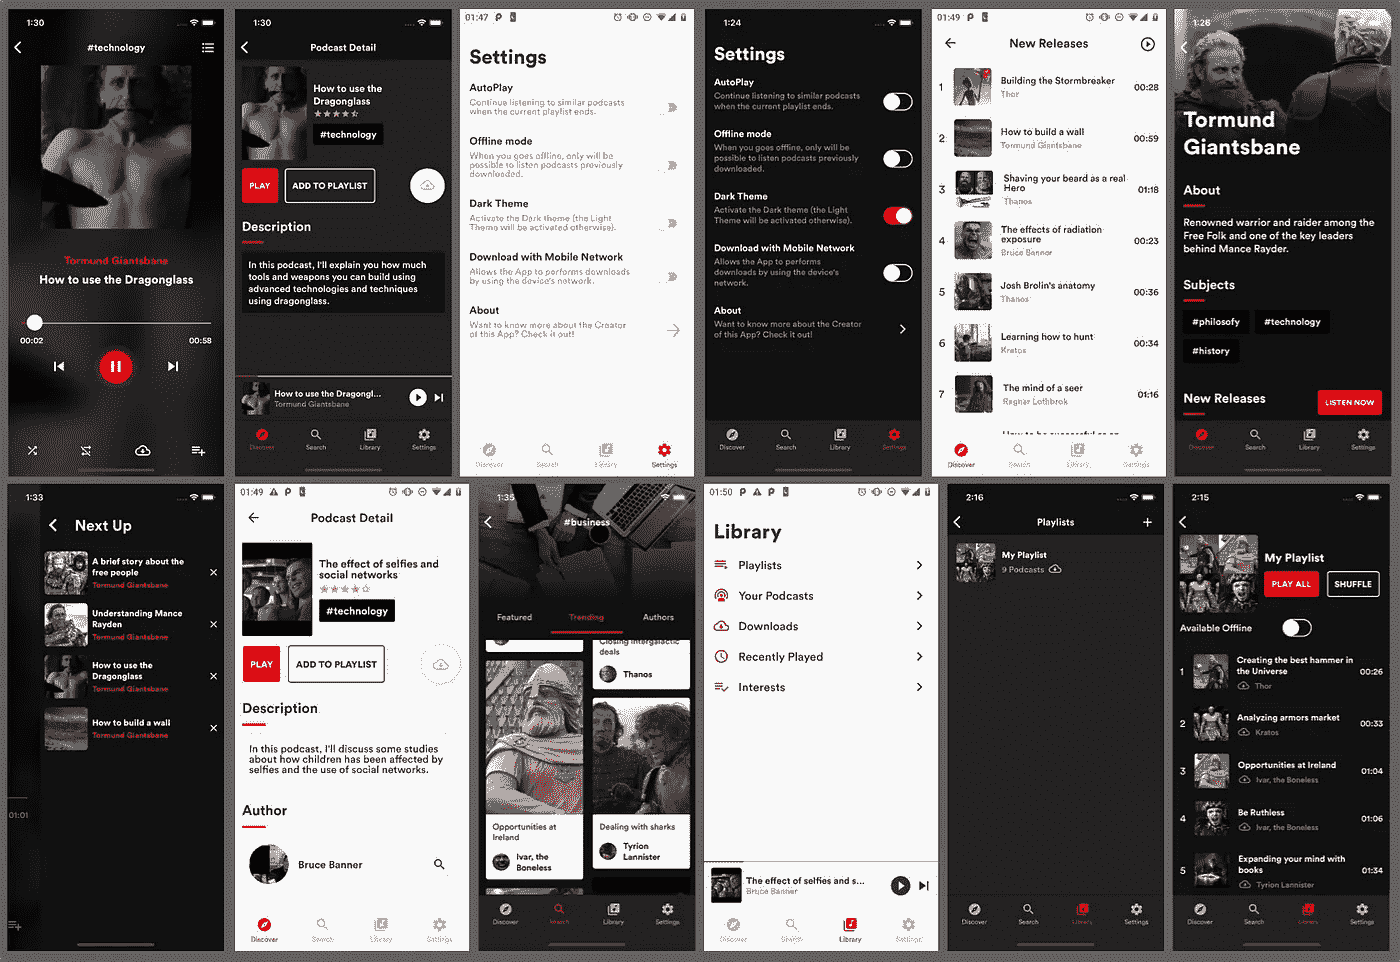 1:30
#technology
Tormund Giantsbane
How to use the Dragonglass
00:02
00:58
1:30
Podcast Detail
How to use the
Dragonglass
#technology
PLAY
ADD TO PLAYLIST
Description
In this podcast, I'll explain you how much
tools and weapons you can build using
advanced technologies and techniques
using dragonglass.
How to use the Dragongl...
Tormund Giantsbane
Discover
Search
Library
Settings
01:47
Settings
AutoPlay
Continue listening to similar podcasts
when the current playlist ends.
Offline mode
When you goes offline, only will be
possible to listen podcasts previously
downloaded.
Dark Theme
Activate the Dark theme (the Light
Theme will be activated otherwise).
Download with Mobile Network
Allows the App to performs downloads
by using the device's network.
About
Want to know more about the Creator
of this App? Check it out!
Discover
Search
Library
Settings
1:24
Settings
AutoPlay
Continue listening to similar podcasts
when the current playlist ends.
Offline mode
When you goes offline, only will be
possible to listen podcasts previously
downloaded.
Dark Theme
Activate the Dark theme (the Light
Theme will be activated otherwise).
Download with Mobile Network
Allows the App to performs
downloads by using the device's
network.
About
Want to know more about the Creator
of this App? Check it out!
Discover
Search
Library
Settings
01:49
New Releases
1
Building the Stormbreaker
Thor
00:28
2
How to build a wall
Tormund Giantsbane
00:59
3
Shaving your beard as a real
Hero
Thanos
01:18
4
The effects of radiation
exposure
Bruce Banner
00:23
5
Josh Brolin's anatomy
Thanos
00:36
6
Learning how to hunt
Kratos
00:34
7
The mind of a seer
Ragnar Lothbrok
01:16
Discover
Search
Library
Settings
1:26
Tormund
Giantsbane
About
Renowned warrior and raider among the
Free Folk and one of the key leaders
behind Mance Rayder.
Subjects
#philosofy
#technology
#history
New Releases
LISTEN NOW
Discover
Search
Library
Settings
1:33
Next Up
A brief story about the
free people
Tormund Giantsbane
Understanding Mance
Rayden
Tormund Giantsbane
How to use the
Dragonglass
Tormund Giantsbane
How to build a wall
Tormund Giantsbane
01:01
01:49
Podcast Detail
The effect of selfies and
social networks
#technology
PLAY
ADD TO PLAYLIST
Description
In this podcast, I'll discuss some studies
about how children has been affected by
selfies and the use of social networks.
Author
Bruce Banner
Discover
Search
Library
Settings
1:35
#business
Featured
Trending
Authors
Closing intergalactic
deals
Thanos
Opportunities at
Ireland
Ivar, the
Boneless
Dealing with sharks
Tyrion
Lannister
Discover
Search
Library
Settings
01:50
Library
Playlists
Your Podcasts
Downloads
Recently Played
Interests
The effect of selfies and s...
Bruce Banner
Discover
Search
Library
Settings
2:16
Playlists
My Playlist
9 Podcasts
Discover
Search
Library
Settings
2:15
My Playlist
PLAY ALL
SHUFFLE
Available Offline
1
Creating the best hammer in
the Universe
Thor
00:26
2
Analyzing armors market
Kratos
00:33
3
Opportunities at Ireland
Ivar, the Boneless
01:04
4
Be Ruthless
Ivar, the Boneless
01:06
5
Expanding your mind with
books
Tyrion Lannister
01:34
Discover
Search
Library
Settings